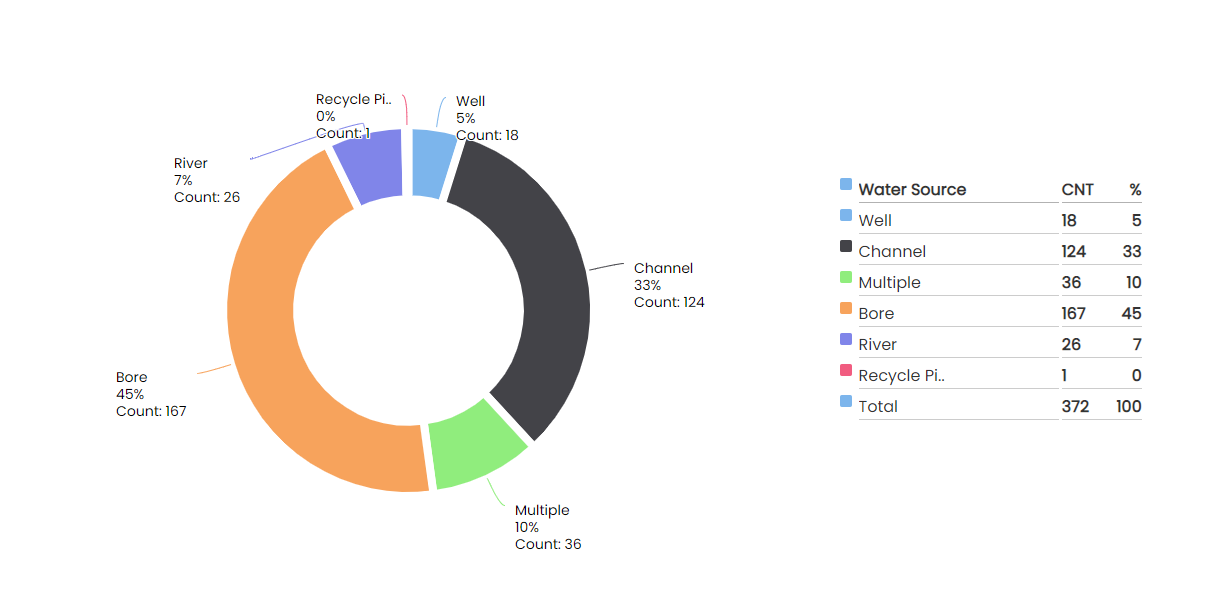 Recycle Pi..
0%
Count: 1
Well
5%
Count: 18
River
7%
Count: 26
Channel
33%
Count: 124
Bore
45%
Count: 167
Multiple
10%
Count: 36
Water Source CNT %
Well 18 5
Channel 124 33
Multiple 36 10
Bore 167 45
River 26 7
Recycle Pi.. 1 0
Total 372 100